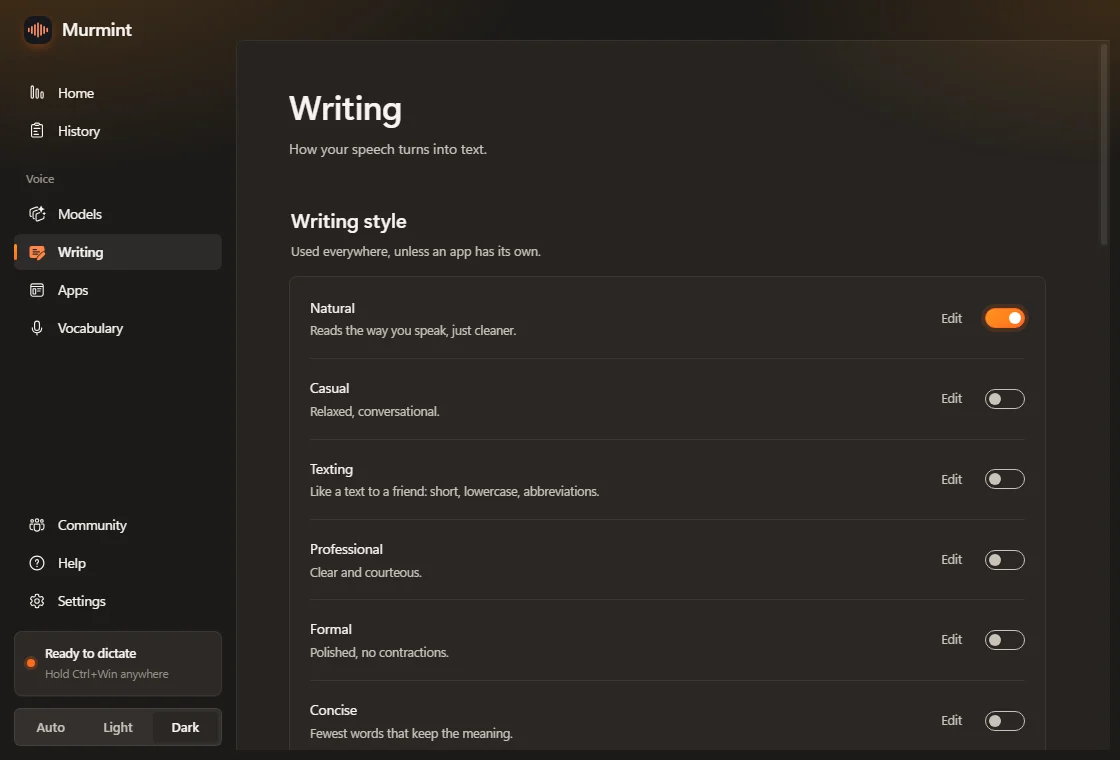 Murmint
Home
History
Voice
Models
Writing
Apps
Vocabulary
Community
Help
Settings
Ready to dictate
Hold Ctrl+Win anywhere
Auto Light Dark
Writing
How your speech turns into text.
Writing style
Used everywhere, unless an app has its own.
Natural
Reads the way you speak, just cleaner.
Edit
Casual
Relaxed, conversational.
Edit
Texting
Like a text to a friend: short, lowercase, abbreviations.
Edit
Professional
Clear and courteous.
Edit
Formal
Polished, no contractions.
Edit
Concise
Fewest words that keep the meaning.
Edit